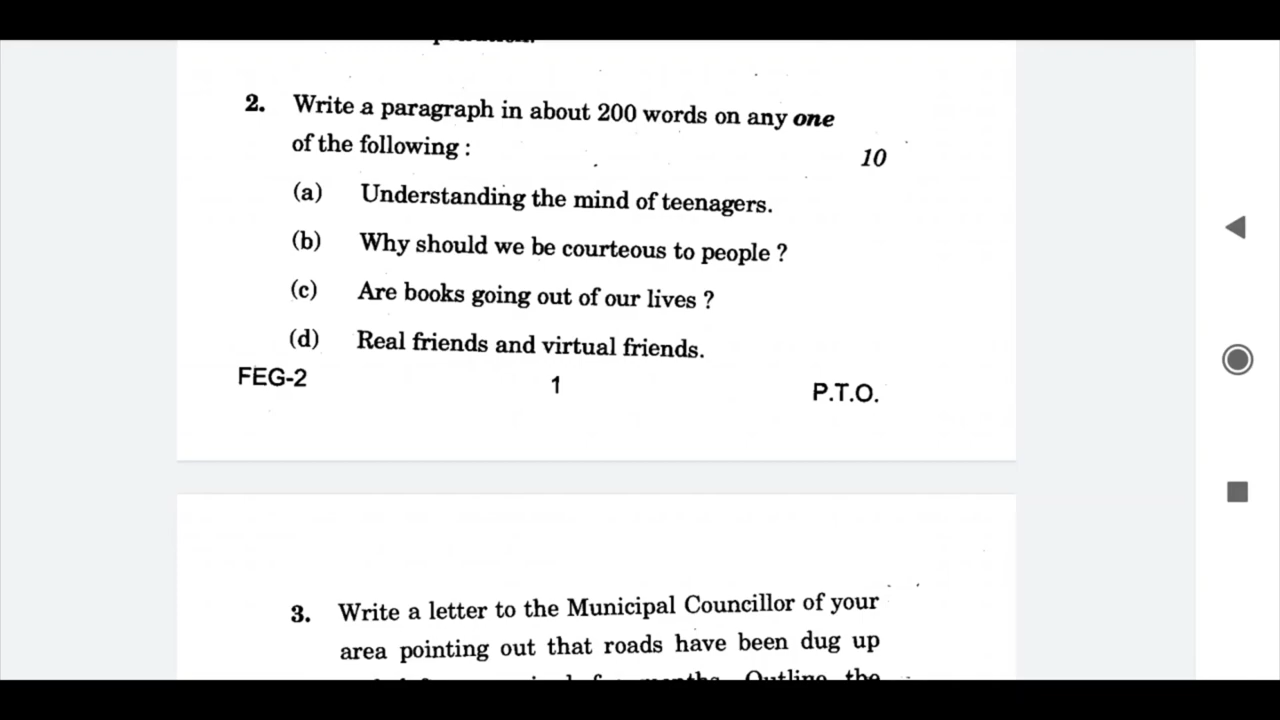 2. Write a paragraph in about 200 words on any one
of the following : 10
(a) Understanding the mind of teenagers.
(b) Why should we be courteous to people ?
(c) Are books going out of our lives ?
(d) Real friends and virtual friends.
FEG-2 1 P.T.O.
3. Write a letter to the Municipal Councillor of your
area pointing out that roads have been dug up
Outline the